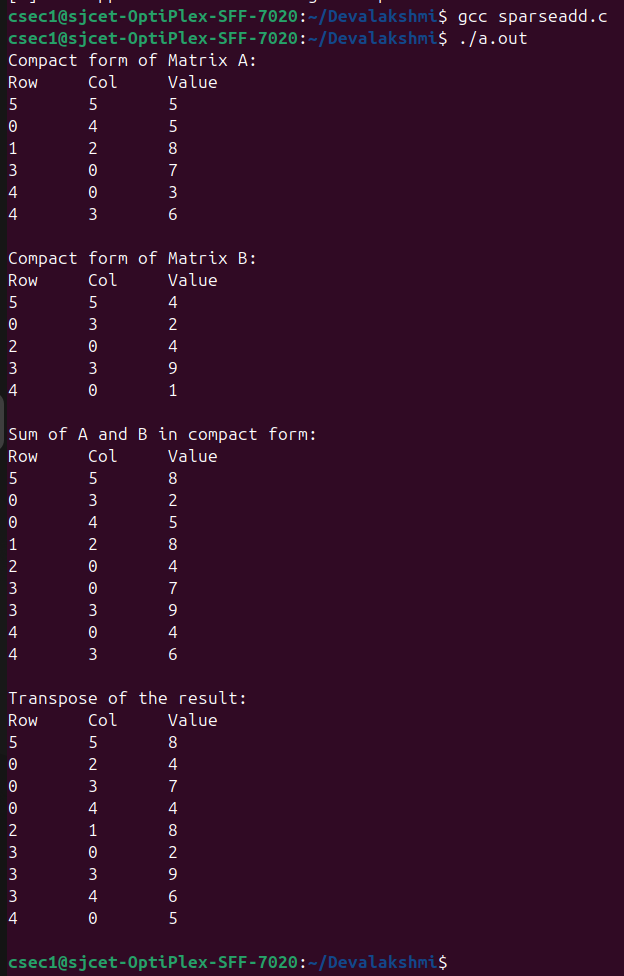 csec1@sjcet-OptiPlex-SFF-7020:~/Devalakshmi$ gcc sparseadd.c
csec1@sjcet-OptiPlex-SFF-7020:~/Devalakshmi$ ./a.out
Compact form of Matrix A:
Row Col Value
5 5 5
0 4 5
1 2 8
3 0 7
4 0 3
4 3 6
Compact form of Matrix B:
Row Col Value
5 5 4
0 3 2
2 0 4
3 3 9
4 0 1
Sum of A and B in compact form:
Row Col Value
5 5 8
0 3 2
0 4 5
1 2 8
2 0 4
3 0 7
3 3 9
4 0 4
4 3 6
Transpose of the result:
Row Col Value
5 5 8
0 2 4
0 3 7
0 4 4
2 1 8
3 0 2
3 3 9
3 4 6
4 0 5
csec1@sjcet-OptiPlex-SFF-7020:~/Devalakshmi$